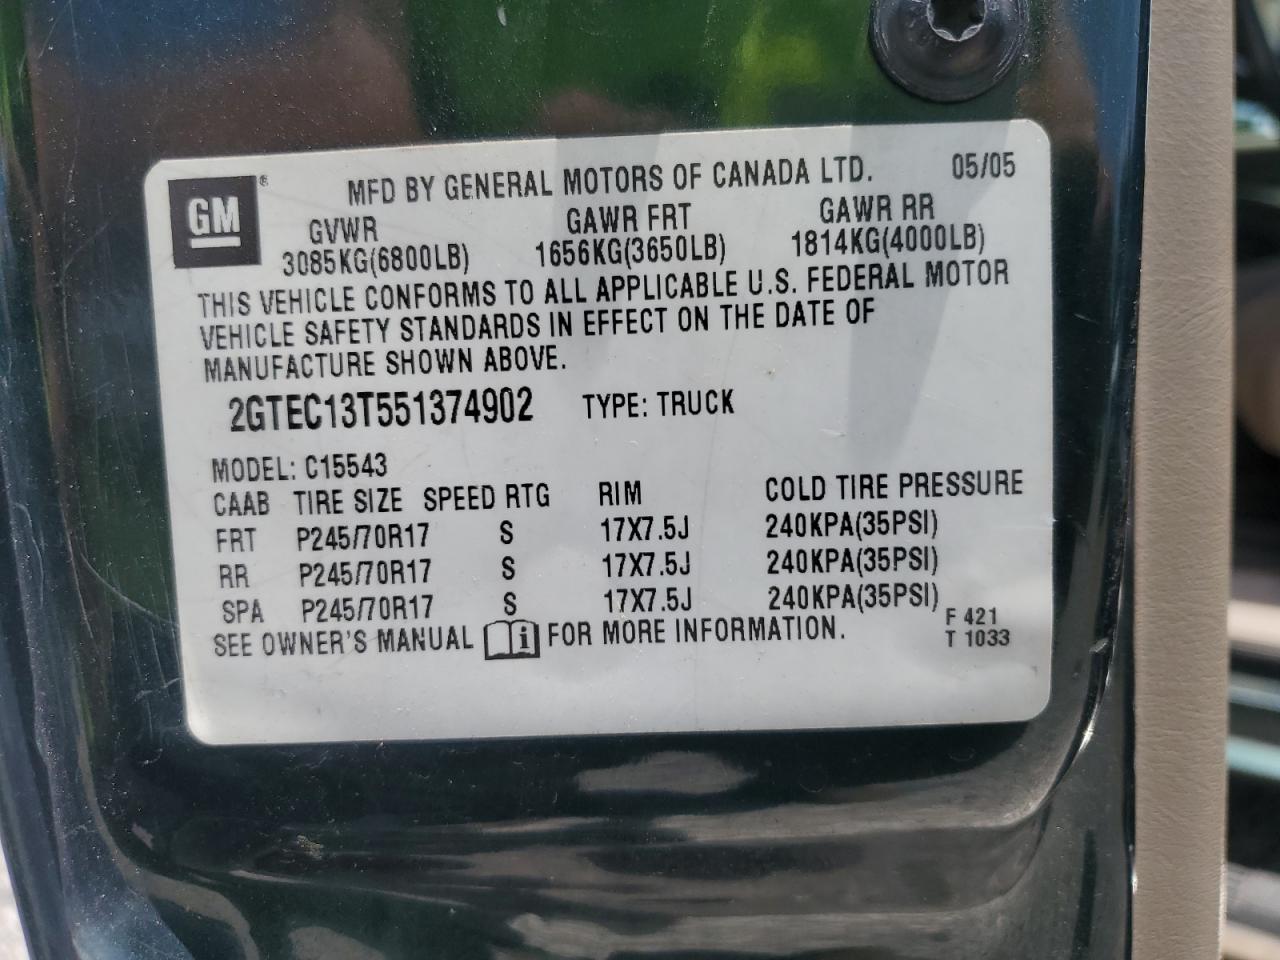 GM®
MFD BY GENERAL MOTORS OF CANADA LTD. 05/05
GVWR GAWR FRT GAWR RR
3085KG(6800LB) 1656KG(3650LB) 1814KG(4000LB)
THIS VEHICLE CONFORMS TO ALL APPLICABLE U.S. FEDERAL MOTOR
VEHICLE SAFETY STANDARDS IN EFFECT ON THE DATE OF
MANUFACTURE SHOWN ABOVE.
2GTEC13T551374902 TYPE: TRUCK
MODEL: C15543
CAAB TIRE SIZE SPEED RTG RIM COLD TIRE PRESSURE
FRT P245/70R17 S 17X7.5J 240KPA(35PSI)
RR P245/70R17 S 17X7.5J 240KPA(35PSI)
SPA P245/70R17 S 17X7.5J 240KPA(35PSI)
SEE OWNER'S MANUAL i FOR MORE INFORMATION.
F 421
T 1033